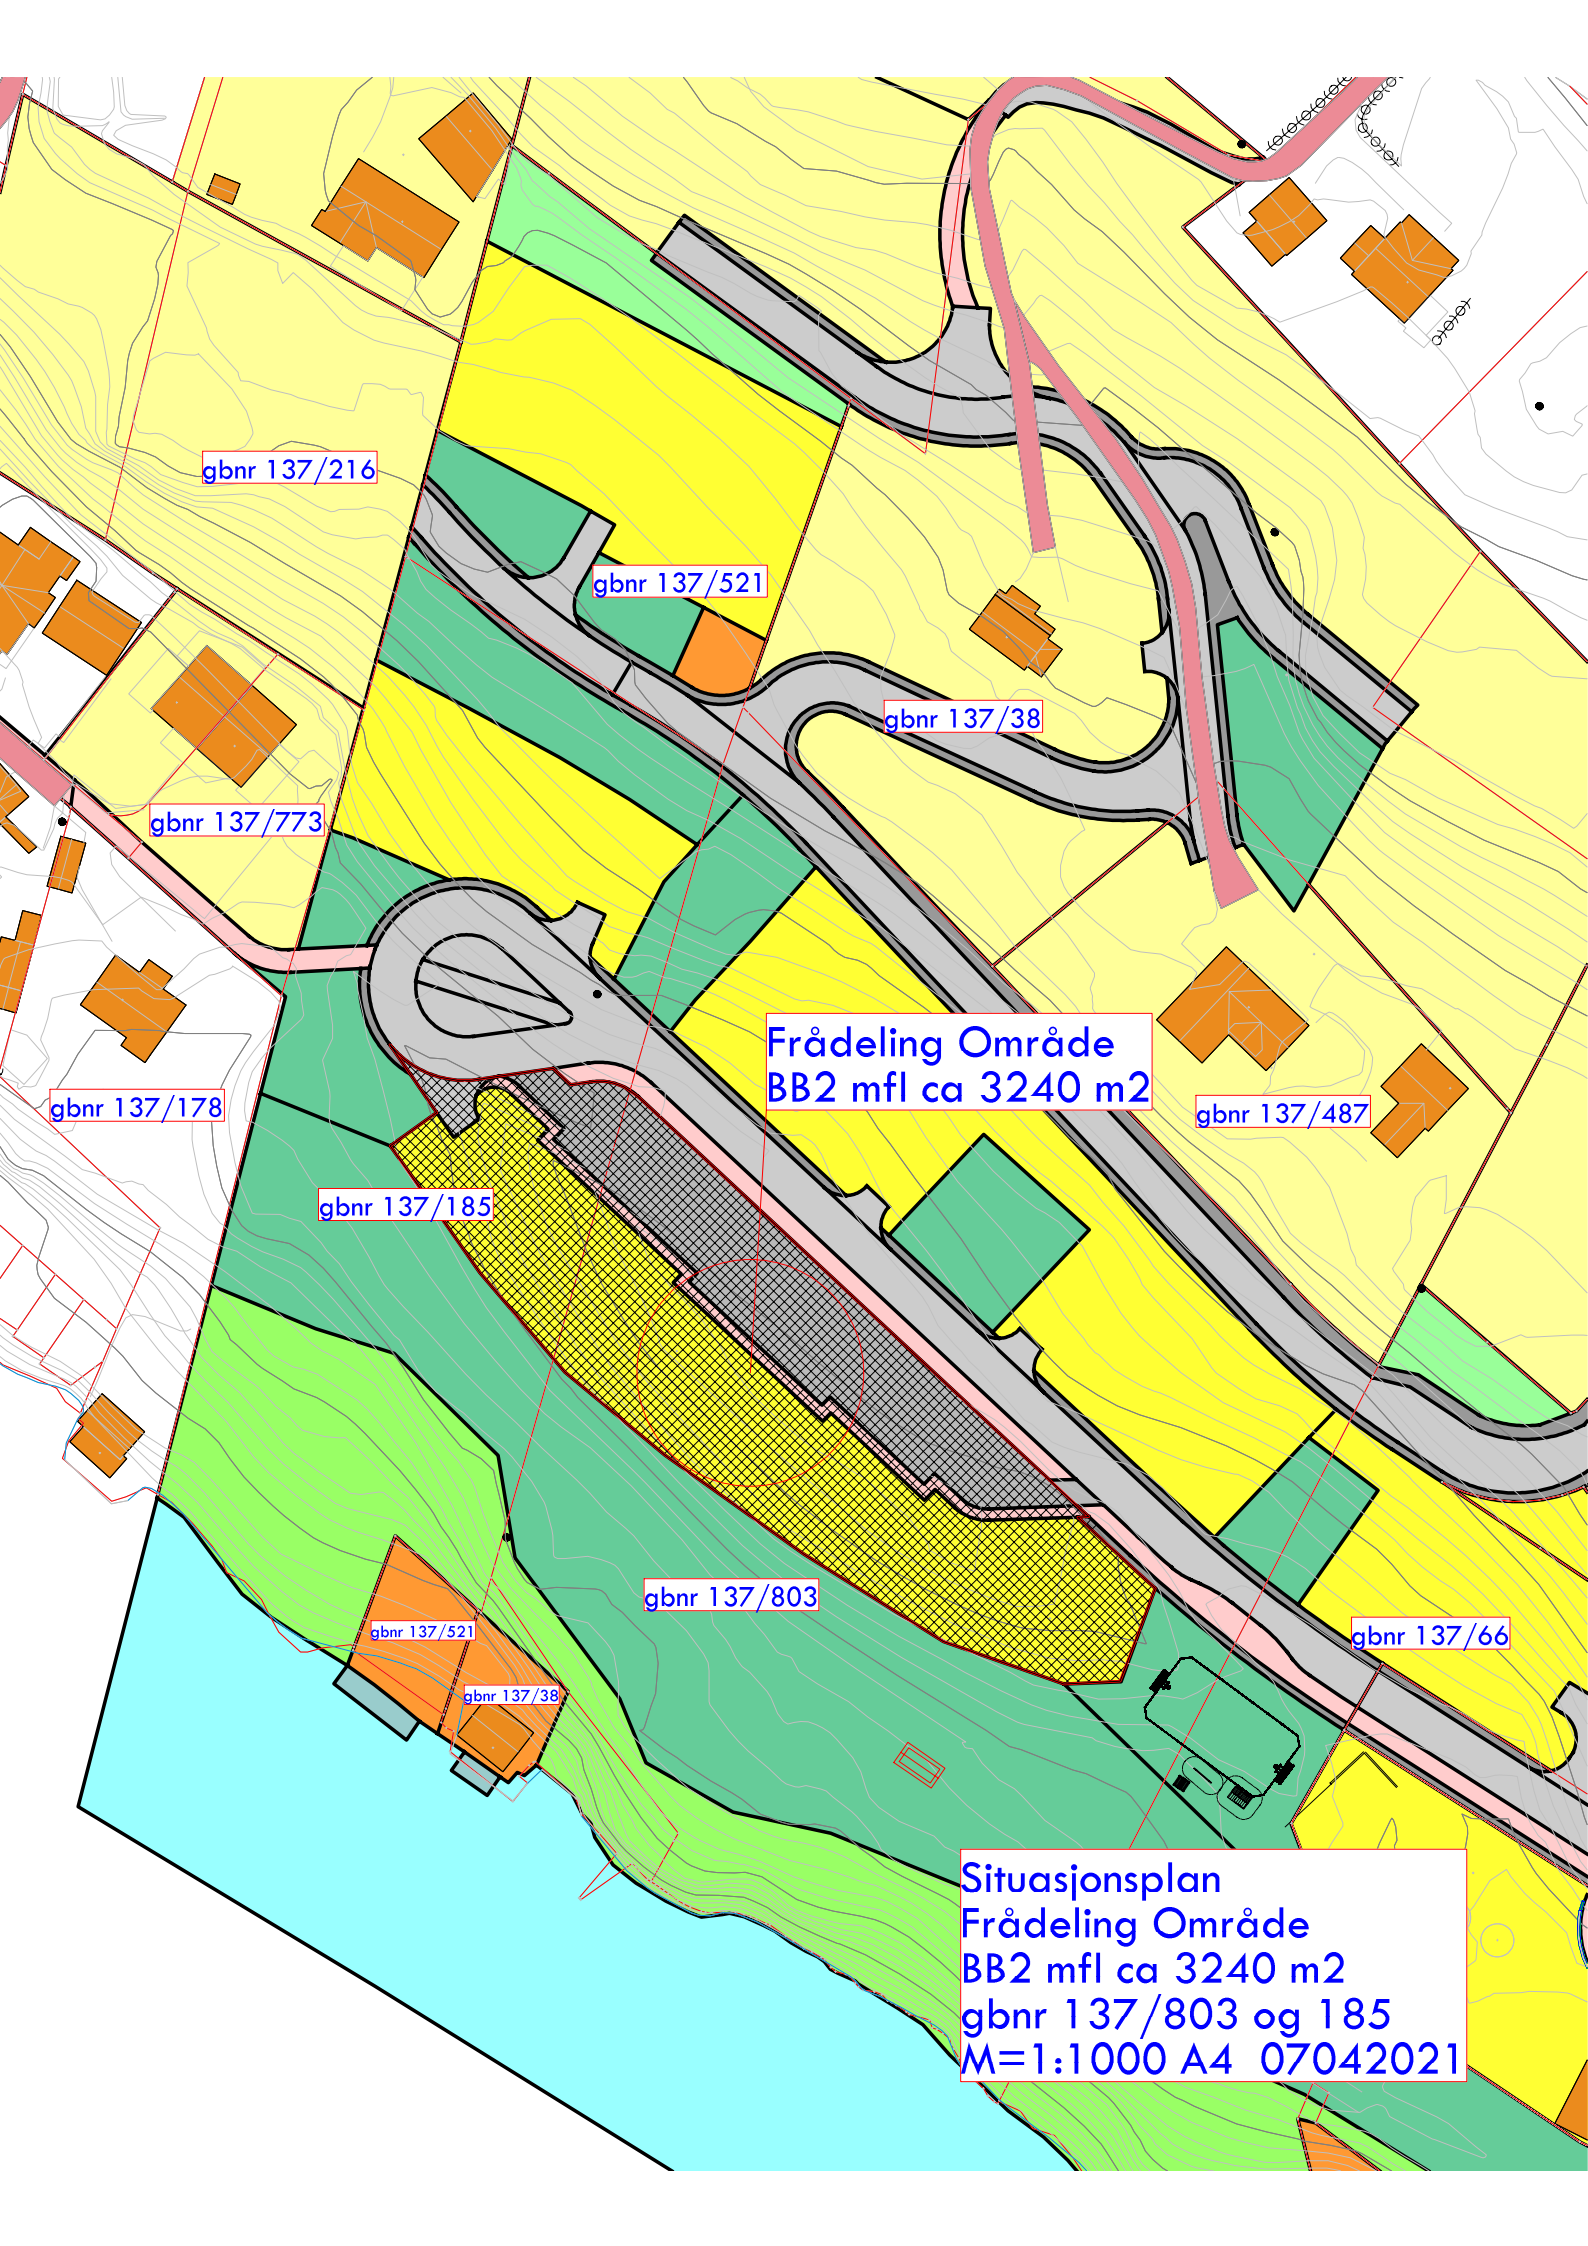 gbnr 137/216
gbnr 137/521
gbnr 137/38
gbnr 137/773
Frådeling Område
BB2 mfl ca 3240 m2
gbnr 137/178
gbnr 137/487
gbnr 137/185
gbnr 137/803
gbnr 137/521
gbnr 137/66
gbnr 137/38
Situasjonsplan
Frådeling Område
BB2 mfl ca 3240 m2
gbnr 137/803 og 185
M=1:1000 A4 07042021